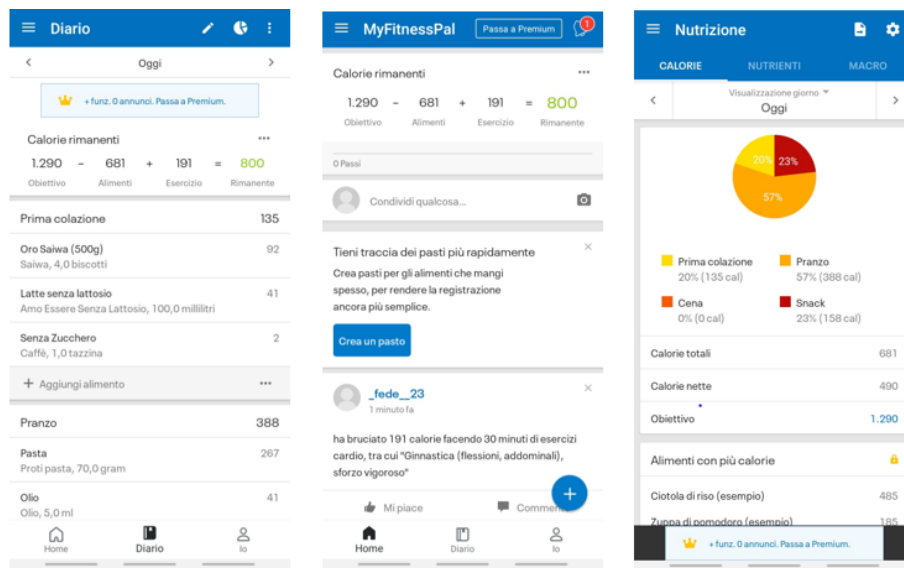 Diario
Oggi
+ funz. 0 annunci. Passa a Premium.
Calorie rimanenti
1.290 - 681 + 191 = 800
Obiettivo Alimenti Esercizio Rimanente
Prima colazione 135
Oro Saiwa (500g) 92
Saiwa, 4,0 biscotti
Latte senza lattosio 41
Amo Essere Senza Lattosio, 100,0 millilitri
Senza Zucchero 2
Caffè, 1,0 tazzina
+ Aggiungi alimento
Pranzo 388
Pasta 267
Proti pasta, 70,0 gram
Olio 41
Olio, 5,0 ml
Home Diario Io
MyFitnessPal Passa a Premium 1
Calorie rimanenti
1.290 - 681 + 191 = 800
Obiettivo Alimenti Esercizio Rimanente
0 Passi
Condividi qualcosa...
Tieni traccia dei pasti più rapidamente
Crea pasti per gli alimenti che mangi
spesso, per rendere la registrazione
ancora più semplice.
Crea un pasto
_fede__23
1 minuto fa
ha bruciato 191 calorie facendo 30 minuti di esercizi
cardio, tra cui "Ginnastica (flessioni, addominali),
sforzo vigoroso"
Mi piace Commen
Home Diario Io
Nutrizione
CALORIE NUTRIENTI MACRO
Visualizzazione giorno
Oggi
20% 23%
57%
Prima colazione Pranzo
20% (135 cal) 57% (388 cal)
Cena Snack
0% (0 cal) 23% (158 cal)
Calorie totali 681
Calorie nette 490
Obiettivo 1.290
Alimenti con più calorie
Ciotola di riso (esempio) 485
Zuppa di pomodoro (esempio) 185
+ funz. 0 annunci. Passa a Premium.